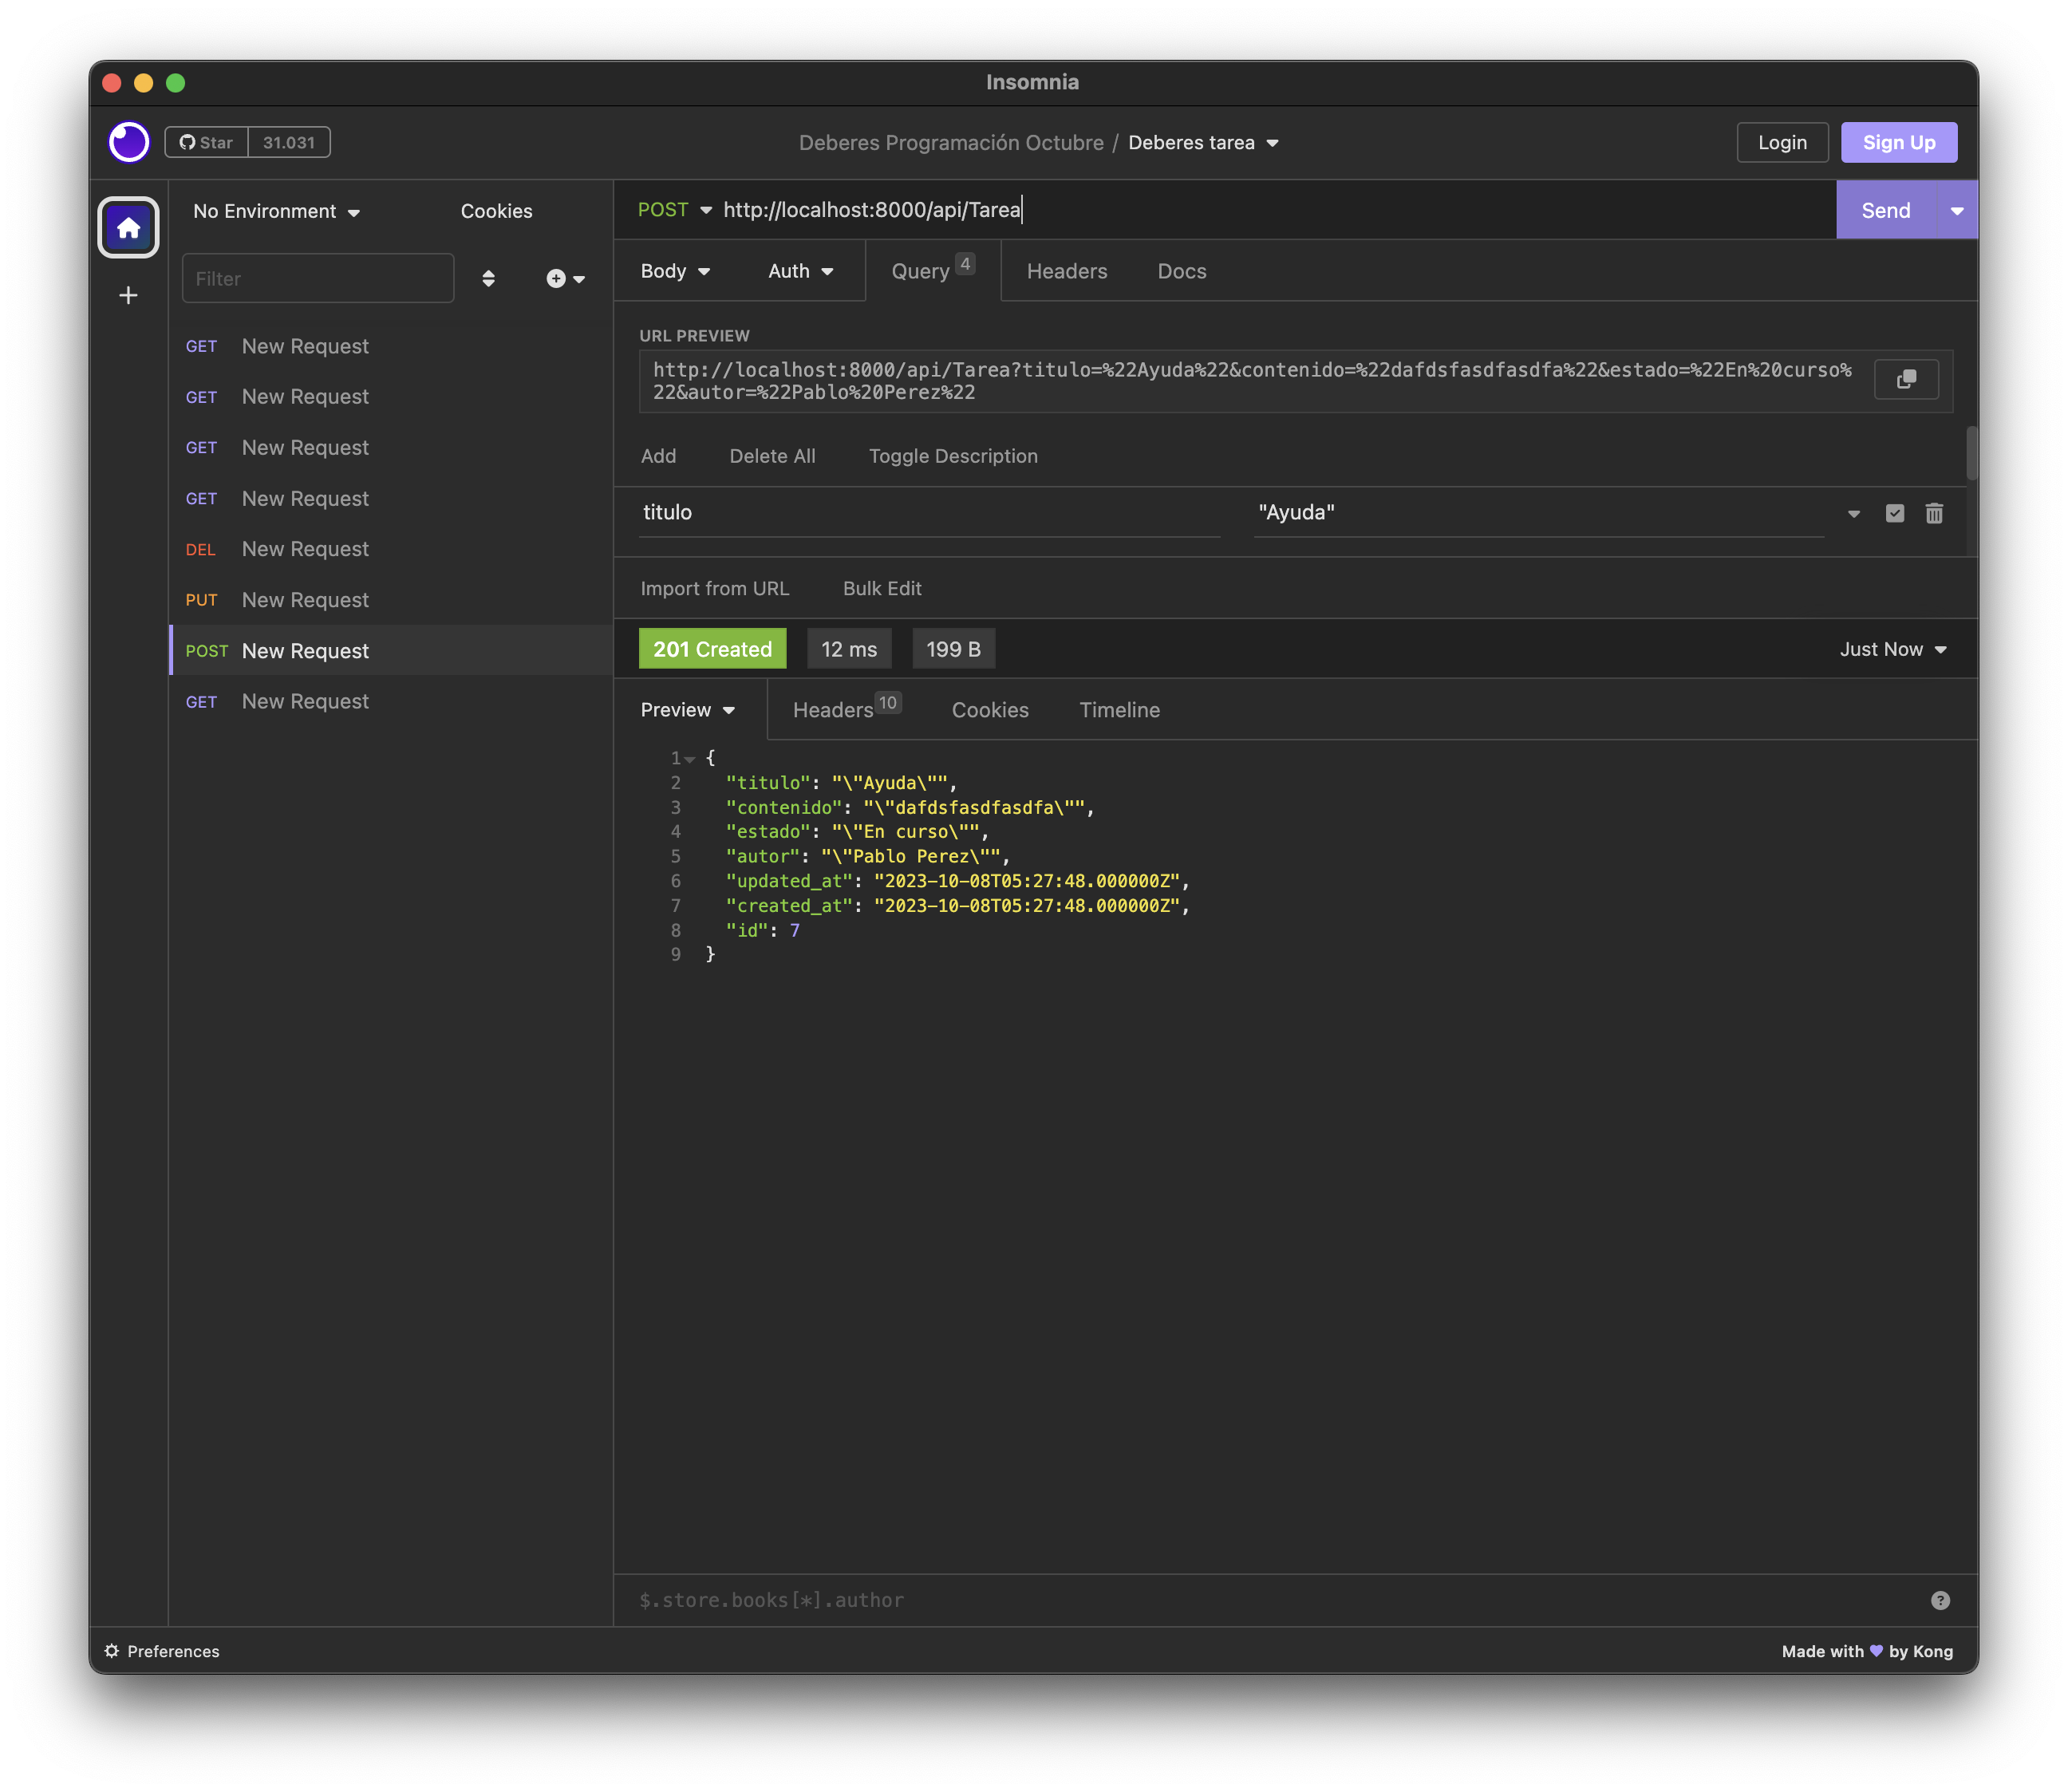 Insomnia
Star 31.031
Deberes Programación Octubre / Deberes tarea
Login
Sign Up
No Environment
Cookies
Filter
GET New Request
GET New Request
GET New Request
GET New Request
DEL New Request
PUT New Request
POST New Request
GET New Request
POST http://localhost:8000/api/Tarea
Send
Body
Auth
Query 4
Headers
Docs
URL PREVIEW
http://localhost:8000/api/Tarea?titulo=%22Ayuda%22&contenido=%22dafdsfasdfasdfa%22&estado=%22En%20curso%
22&autor=%22Pablo%20Perez%22
Add
Delete All
Toggle Description
titulo "Ayuda"
Import from URL
Bulk Edit
201 Created
12 ms
199 B
Just Now
Preview
Headers 10
Cookies
Timeline
1 {
2 "titulo": "\"Ayuda\"",
3 "contenido": "\"dafdsfasdfasdfa\"",
4 "estado": "\"En curso\"",
5 "autor": "\"Pablo Perez\"",
6 "updated_at": "2023-10-08T05:27:48.000000Z",
7 "created_at": "2023-10-08T05:27:48.000000Z",
8 "id": 7
9 }
$.store.books[*].author
?
Preferences
Made with 💜 by Kong